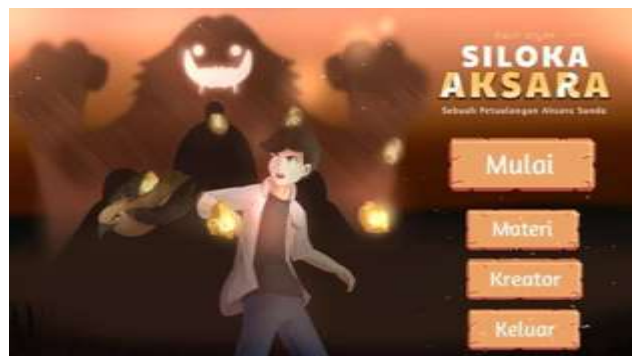 SILOKA
AKSARA
Sebuah Petualangan Aksara Sunda
Mulai
Materi
Kreator
Keluar